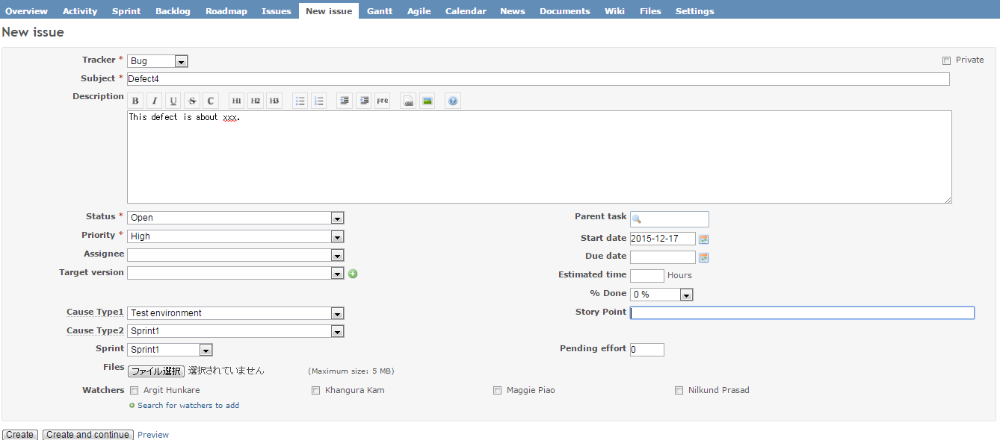 Overview Activity Sprint Backlog Roadmap Issues New issue Gantt Agile Calendar News Documents Wiki Files Settings
New issue
Tracker * Bug Private
Subject * Defect4
Description B I U S C H1 H2 H3 pre
This defect is about xxx.
Status * Open Parent task
Priority * High Start date 2015-12-17
Assignee Due date
Target version Estimated time Hours
% Done 0 %
Cause Type1 Test environment Story Point
Cause Type2 Sprint1
Sprint Sprint1 Pending effort 0
Files ファイル選択 選択されていません (Maximum size: 5 MB)
Watchers Argit Hunkare Khangura Kam Maggie Piao Nilkund Prasad
Search for watchers to add
Create Create and continue Preview